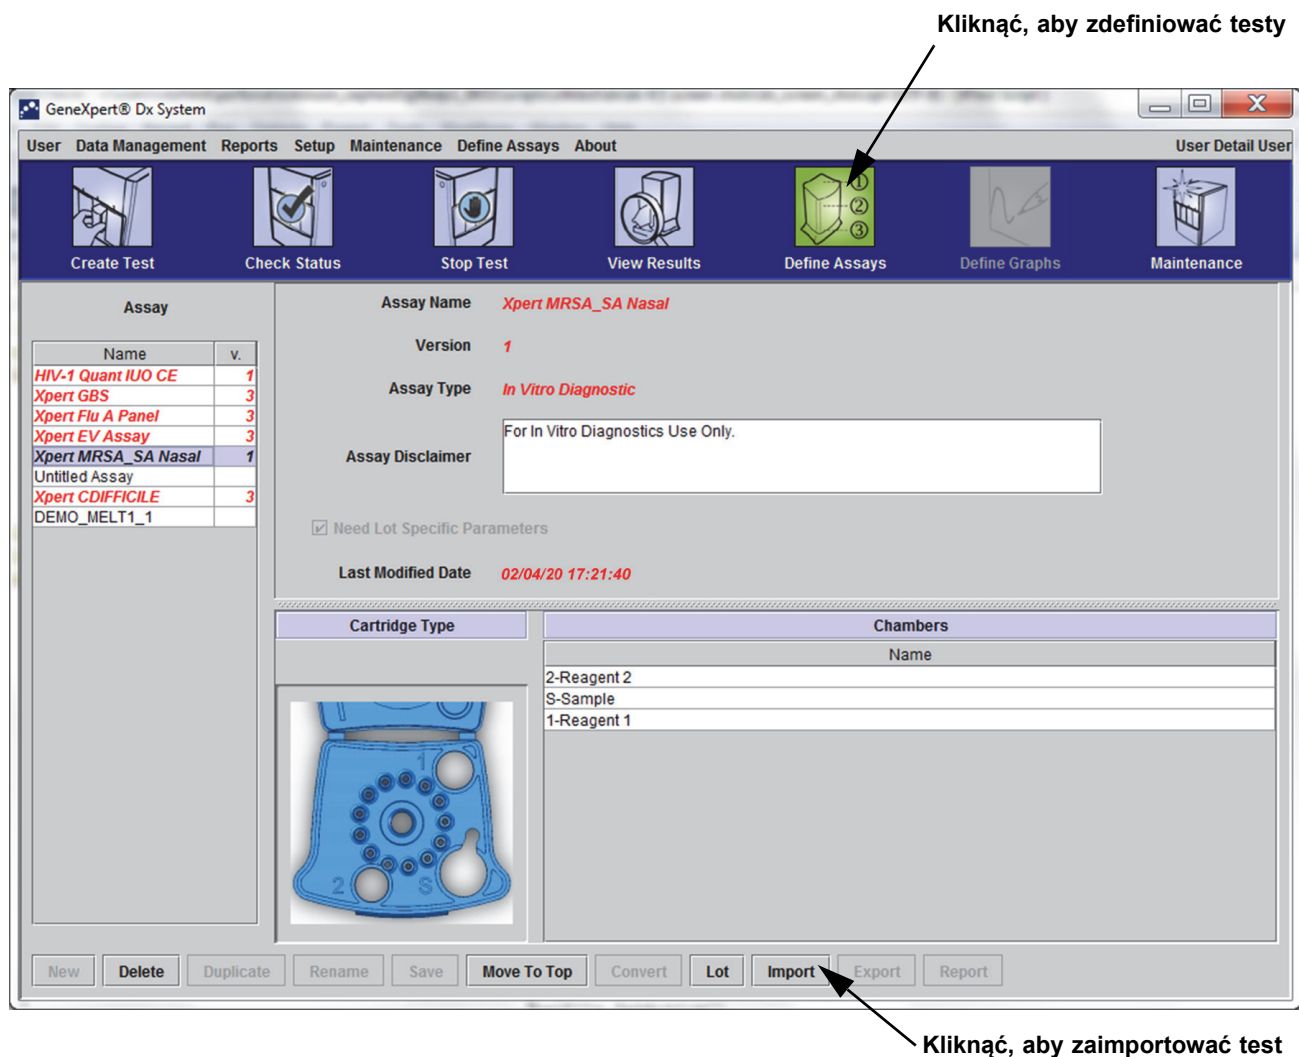 Kliknąć, aby zdefiniować testy
GeneXpert® Dx System
User Data Management Reports Setup Maintenance Define Assays About User Detail User
Create Test Check Status Stop Test View Results Define Assays Define Graphs Maintenance
1
2
3
Assay
Name v.
HIV-1 Quant IUO CE 1
Xpert GBS 3
Xpert Flu A Panel 3
Xpert EV Assay 3
Xpert MRSA_SA Nasal 1
Untitled Assay
Xpert CDIFFICILE 3
DEMO_MELT1_1
Assay Name Xpert MRSA_SA Nasal
Version 1
Assay Type In Vitro Diagnostic
Assay Disclaimer For In Vitro Diagnostics Use Only.
Need Lot Specific Parameters
Last Modified Date 02/04/20 17:21:40
Cartridge Type
1
2 S
Chambers
Name
2-Reagent 2
S-Sample
1-Reagent 1
New Delete Duplicate Rename Save Move To Top Convert Lot Import Export Report
Kliknąć, aby zaimportować test